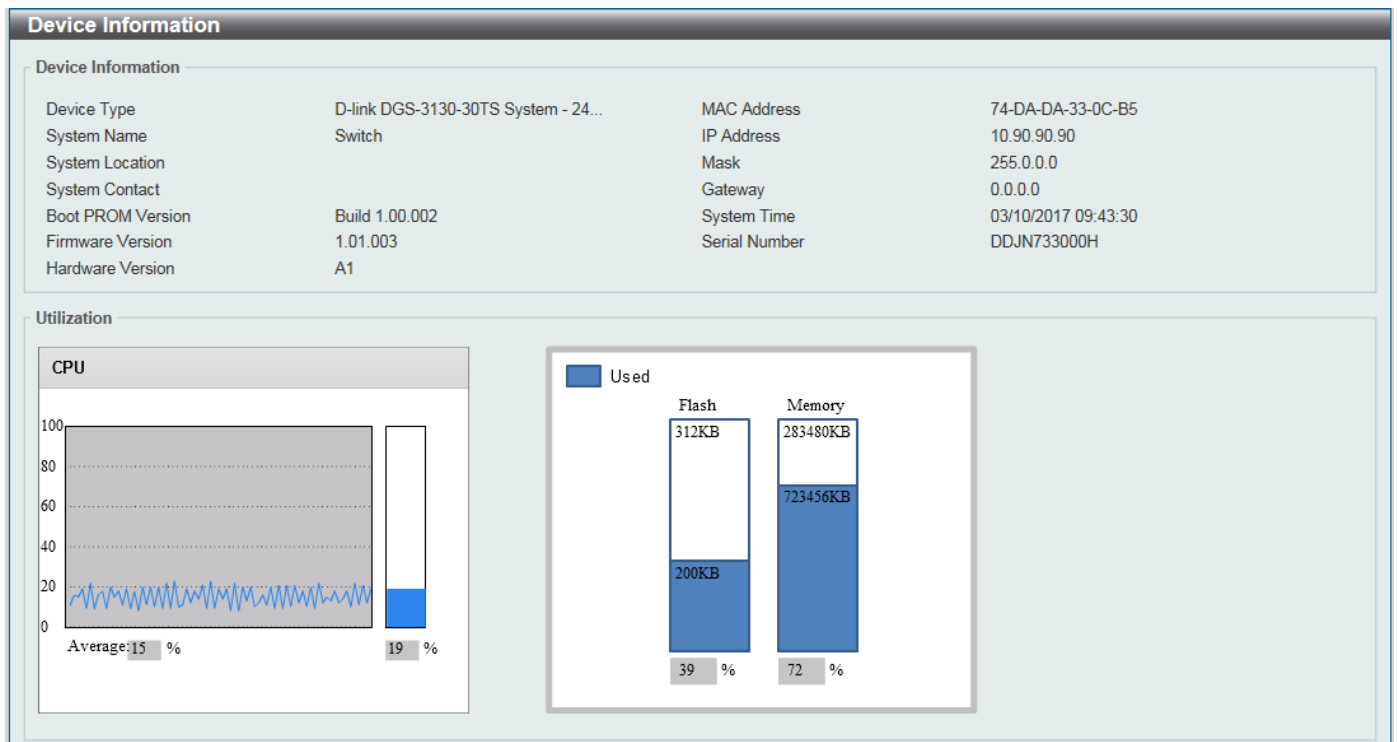 Device Information
Device Information
Device Type D-link DGS-3130-30TS System - 24... MAC Address 74-DA-DA-33-0C-B5
System Name Switch IP Address 10.90.90.90
System Location Mask 255.0.0.0
System Contact Gateway 0.0.0.0
Boot PROM Version Build 1.00.002 System Time 03/10/2017 09:43:30
Firmware Version 1.01.003 Serial Number DDJN733000H
Hardware Version A1
Utilization
CPU
100
80
60
40
20
0
Average: 15 % 19 %
Used
Flash Memory
312KB 283480KB
723456KB
200KB
39 % 72 %